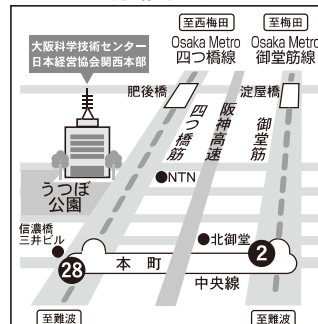 至西梅田
至梅田
大阪科学技術センター
日本経営協会関西本部
Osaka Metro
四つ橋線
Osaka Metro
御堂筋線
肥後橋
淀屋橋
四つ橋筋
阪神高速
御堂筋
うつぼ
公園
●NTN
信濃橋
三井ビル
●北御堂
2
28
本町
中央線
至難波
至難波